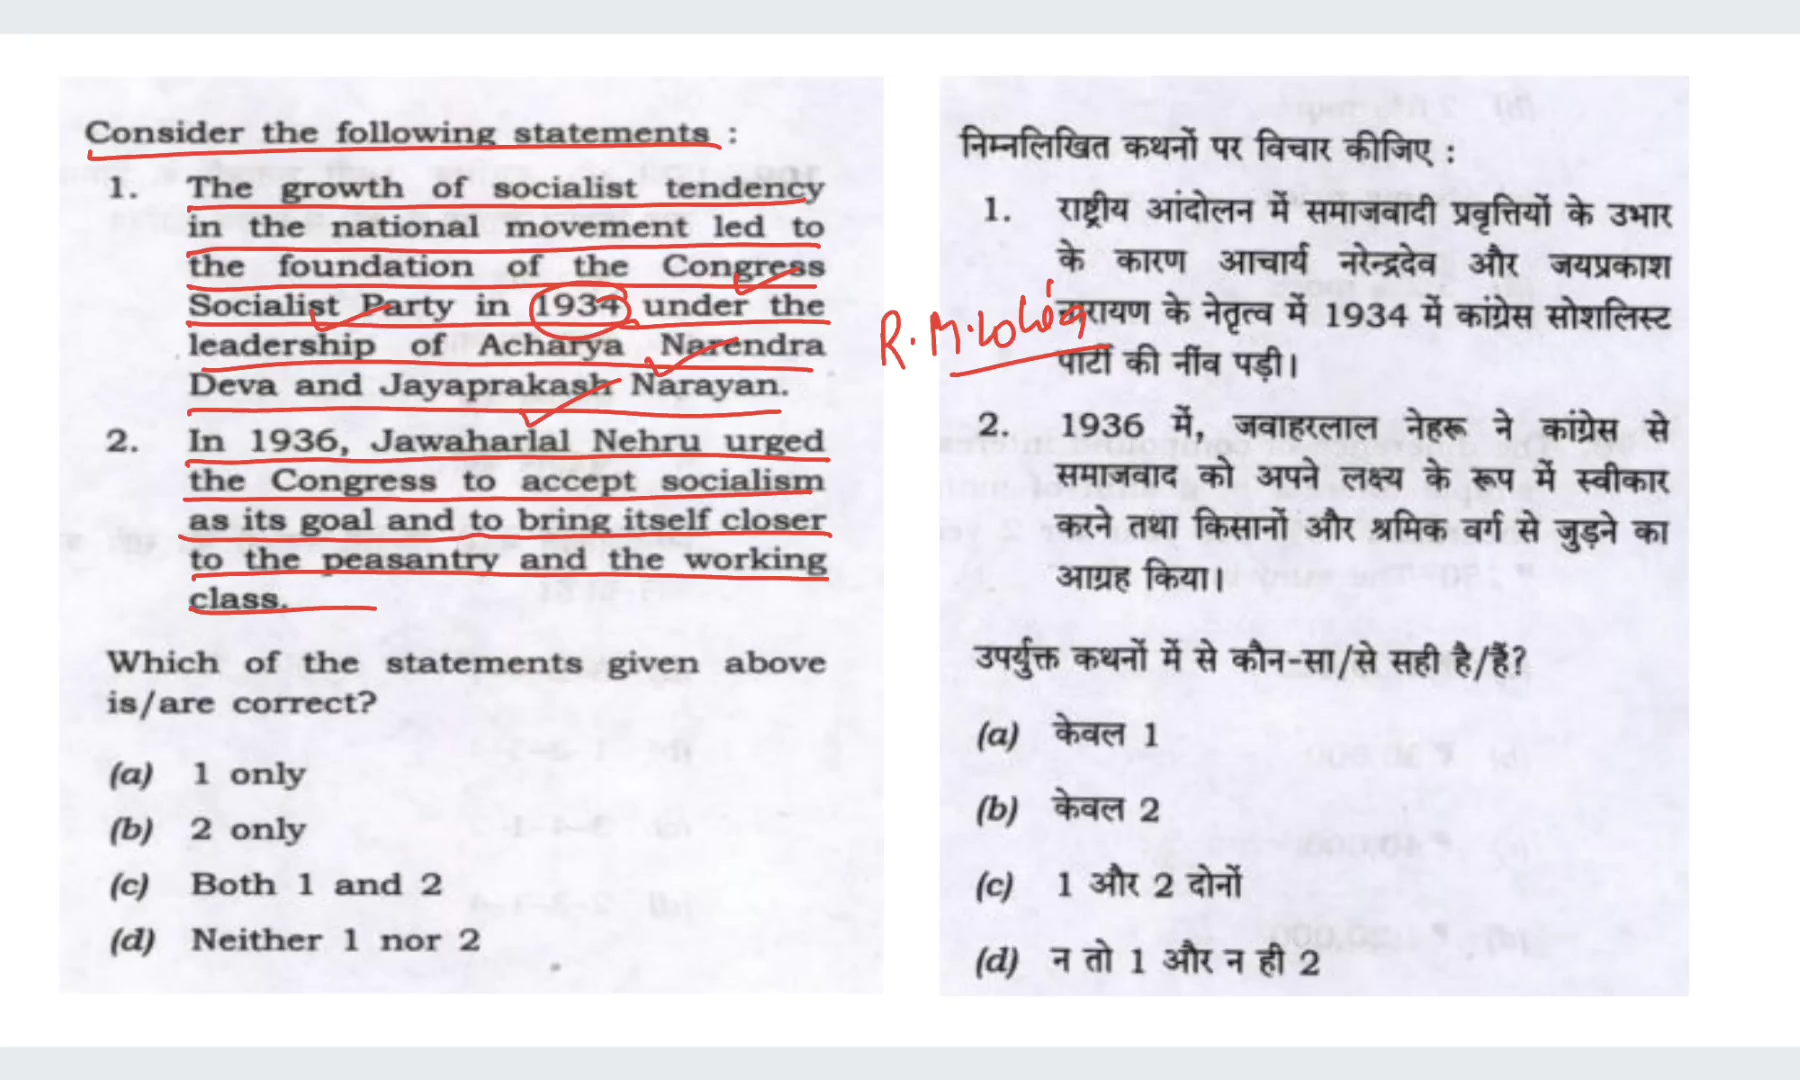 Consider the following statements :
1. The growth of socialist tendency
in the national movement led to
the foundation of the Congress
Socialist Party in 1934 under the
leadership of Acharya Narendra
Deva and Jayaprakash Narayan.
2. In 1936, Jawaharlal Nehru urged
the Congress to accept socialism
as its goal and to bring itself closer
to the peasantry and the working
class.
Which of the statements given above
is/are correct?
(a) 1 only
(b) 2 only
(c) Both 1 and 2
(d) Neither 1 nor 2
R.M.
निम्नलिखित कथनों पर विचार कीजिए :
1. राष्ट्रीय आंदोलन में समाजवादी प्रवृत्तियों के उभार
के कारण आचार्य नरेन्द्रदेव और जयप्रकाश
नारायण के नेतृत्व में 1934 में कांग्रेस सोशलिस्ट
पार्टी की नींव पड़ी।
2. 1936 में, जवाहरलाल नेहरू ने कांग्रेस से
समाजवाद को अपने लक्ष्य के रूप में स्वीकार
करने तथा किसानों और श्रमिक वर्ग से जुड़ने का
आग्रह किया।
उपर्युक्त कथनों में से कौन-सा/से सही है/हैं?
(a) केवल 1
(b) केवल 2
(c) 1 और 2 दोनों
(d) न तो 1 और न ही 2